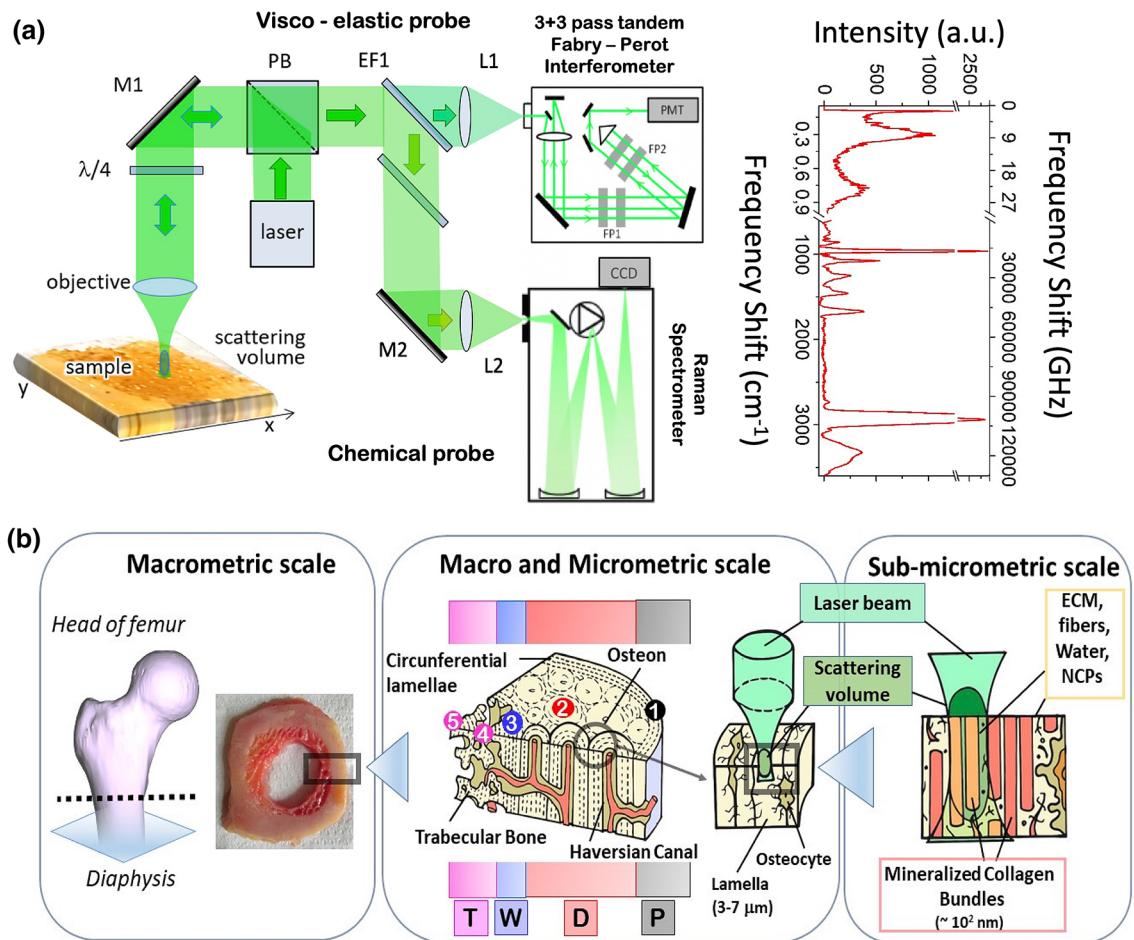 (a)
Visco - elastic probe
3+3 pass tandem
Fabry – Perot
Interferometer
M1
PB
EF1
L1
PMT
FP2
FP1
λ/4
laser
objective
scattering
volume
sample
y
x
M2
L2
CCD
Raman
Spectrometer
Chemical probe
Intensity (a.u.)
0
500
1000
2500
0,3
0,6
0,9
1000
2000
3000
Frequency Shift (cm-1)
0
9
18
27
30000
60000
90000
120000
Frequency Shift (GHz)
(b)
Macrometric scale
Head of femur
Diaphysis
Macro and Micrometric scale
Circunferential
lamellae
Osteon
5
4
3
2
1
Trabecular Bone
Haversian Canal
T
W
D
P
Laser beam
Scattering
volume
Lamella
(3-7 μm)
Osteocyte
Sub-micrometric scale
ECM,
fibers,
Water,
NCPs
Mineralized Collagen
Bundles
(~ 10² nm)